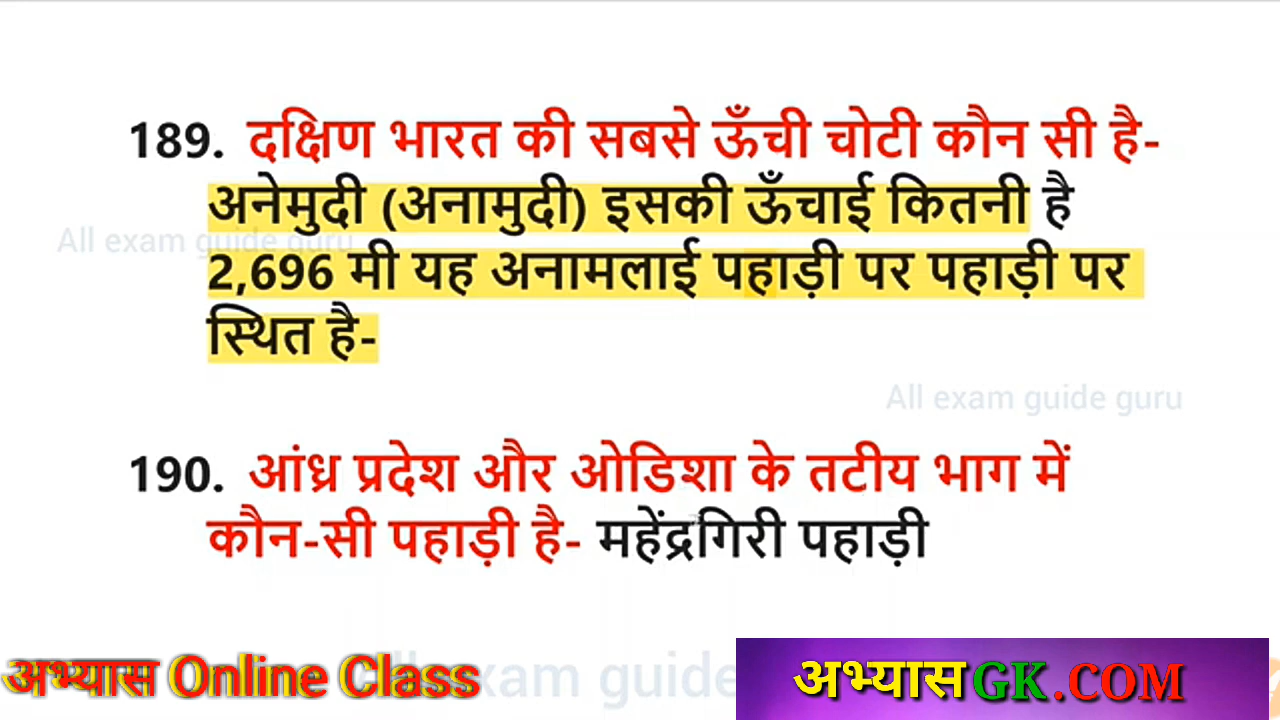 189. दक्षिण भारत की सबसे ऊँची चोटी कौन सी है-
अनेमुदी (अनामुदी) इसकी ऊँचाई कितनी है
All exam guide guru
2,696 मी यह अनामलाई पहाड़ी पर पहाड़ी पर
स्थित है-
All exam guide guru
190. आंध्र प्रदेश और ओडिशा के तटीय भाग में
कौन-सी पहाड़ी है- महेंद्रगिरी पहाड़ी
अभ्यास Online Class
exam guide
अभ्यासGK.COM